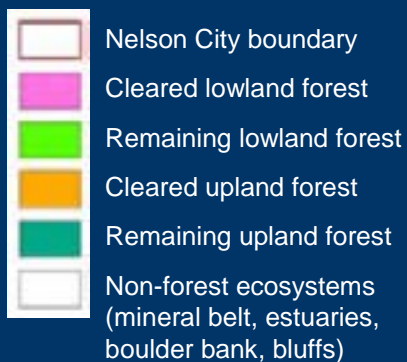 Nelson City boundary
Cleared lowland forest
Remaining lowland forest
Cleared upland forest
Remaining upland forest
Non-forest ecosystems
(mineral belt, estuaries,
boulder bank, bluffs)